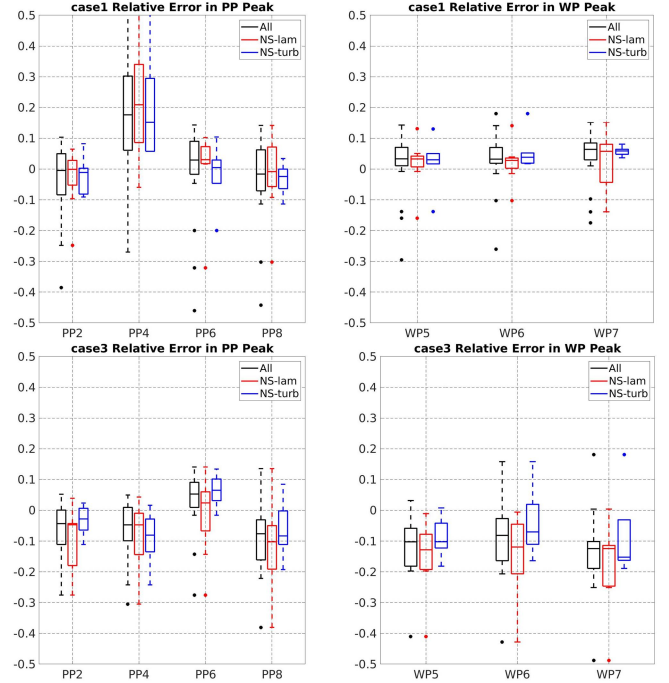 case1 Relative Error in PP Peak
0.5
0.4
0.3
0.2
0.1
0
-0.1
-0.2
-0.3
-0.4
-0.5
PP2 PP4 PP6 PP8
All
NS-lam
NS-turb
case1 Relative Error in WP Peak
0.5
0.4
0.3
0.2
0.1
0
-0.1
-0.2
-0.3
-0.4
-0.5
WP5 WP6 WP7
All
NS-lam
NS-turb
case3 Relative Error in PP Peak
0.5
0.4
0.3
0.2
0.1
0
-0.1
-0.2
-0.3
-0.4
-0.5
PP2 PP4 PP6 PP8
All
NS-lam
NS-turb
case3 Relative Error in WP Peak
0.5
0.4
0.3
0.2
0.1
0
-0.1
-0.2
-0.3
-0.4
-0.5
WP5 WP6 WP7
All
NS-lam
NS-turb